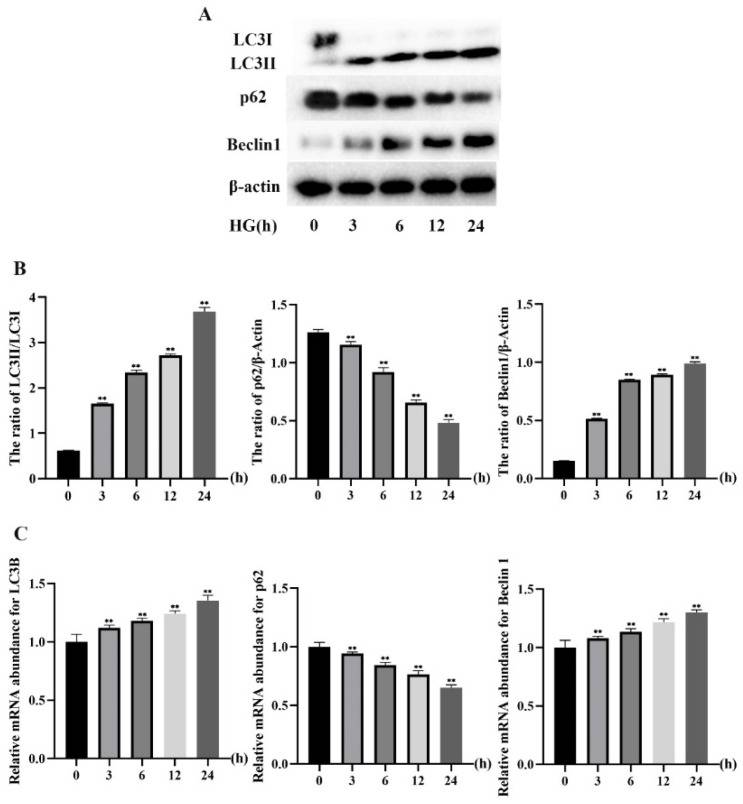 A
LC3I
LC3II
p62
Beclin1
β-actin
HG(h) 0 3 6 12 24
B
The ratio of LC3II/LC3I
4
3
2
1
0
**
**
**
**
0 3 6 12 24 (h)
The ratio of p62/β-Actin
1.5
1.0
0.5
0.0
**
**
**
**
0 3 6 12 24 (h)
The ratio of Beclin1/β-Actin
1.5
1.0
0.5
0.0
**
**
**
**
0 3 6 12 24 (h)
C
Relative mRNA abundance for LC3B
1.5
1.0
0.5
0.0
**
**
**
**
0 3 6 12 24 (h)
Relative mRNA abundance for p62
1.5
1.0
0.5
0.0
**
**
**
**
0 3 6 12 24 (h)
Relative mRNA abundance for Beclin 1
1.5
1.0
0.5
0.0
**
**
**
**
0 3 6 12 24 (h)